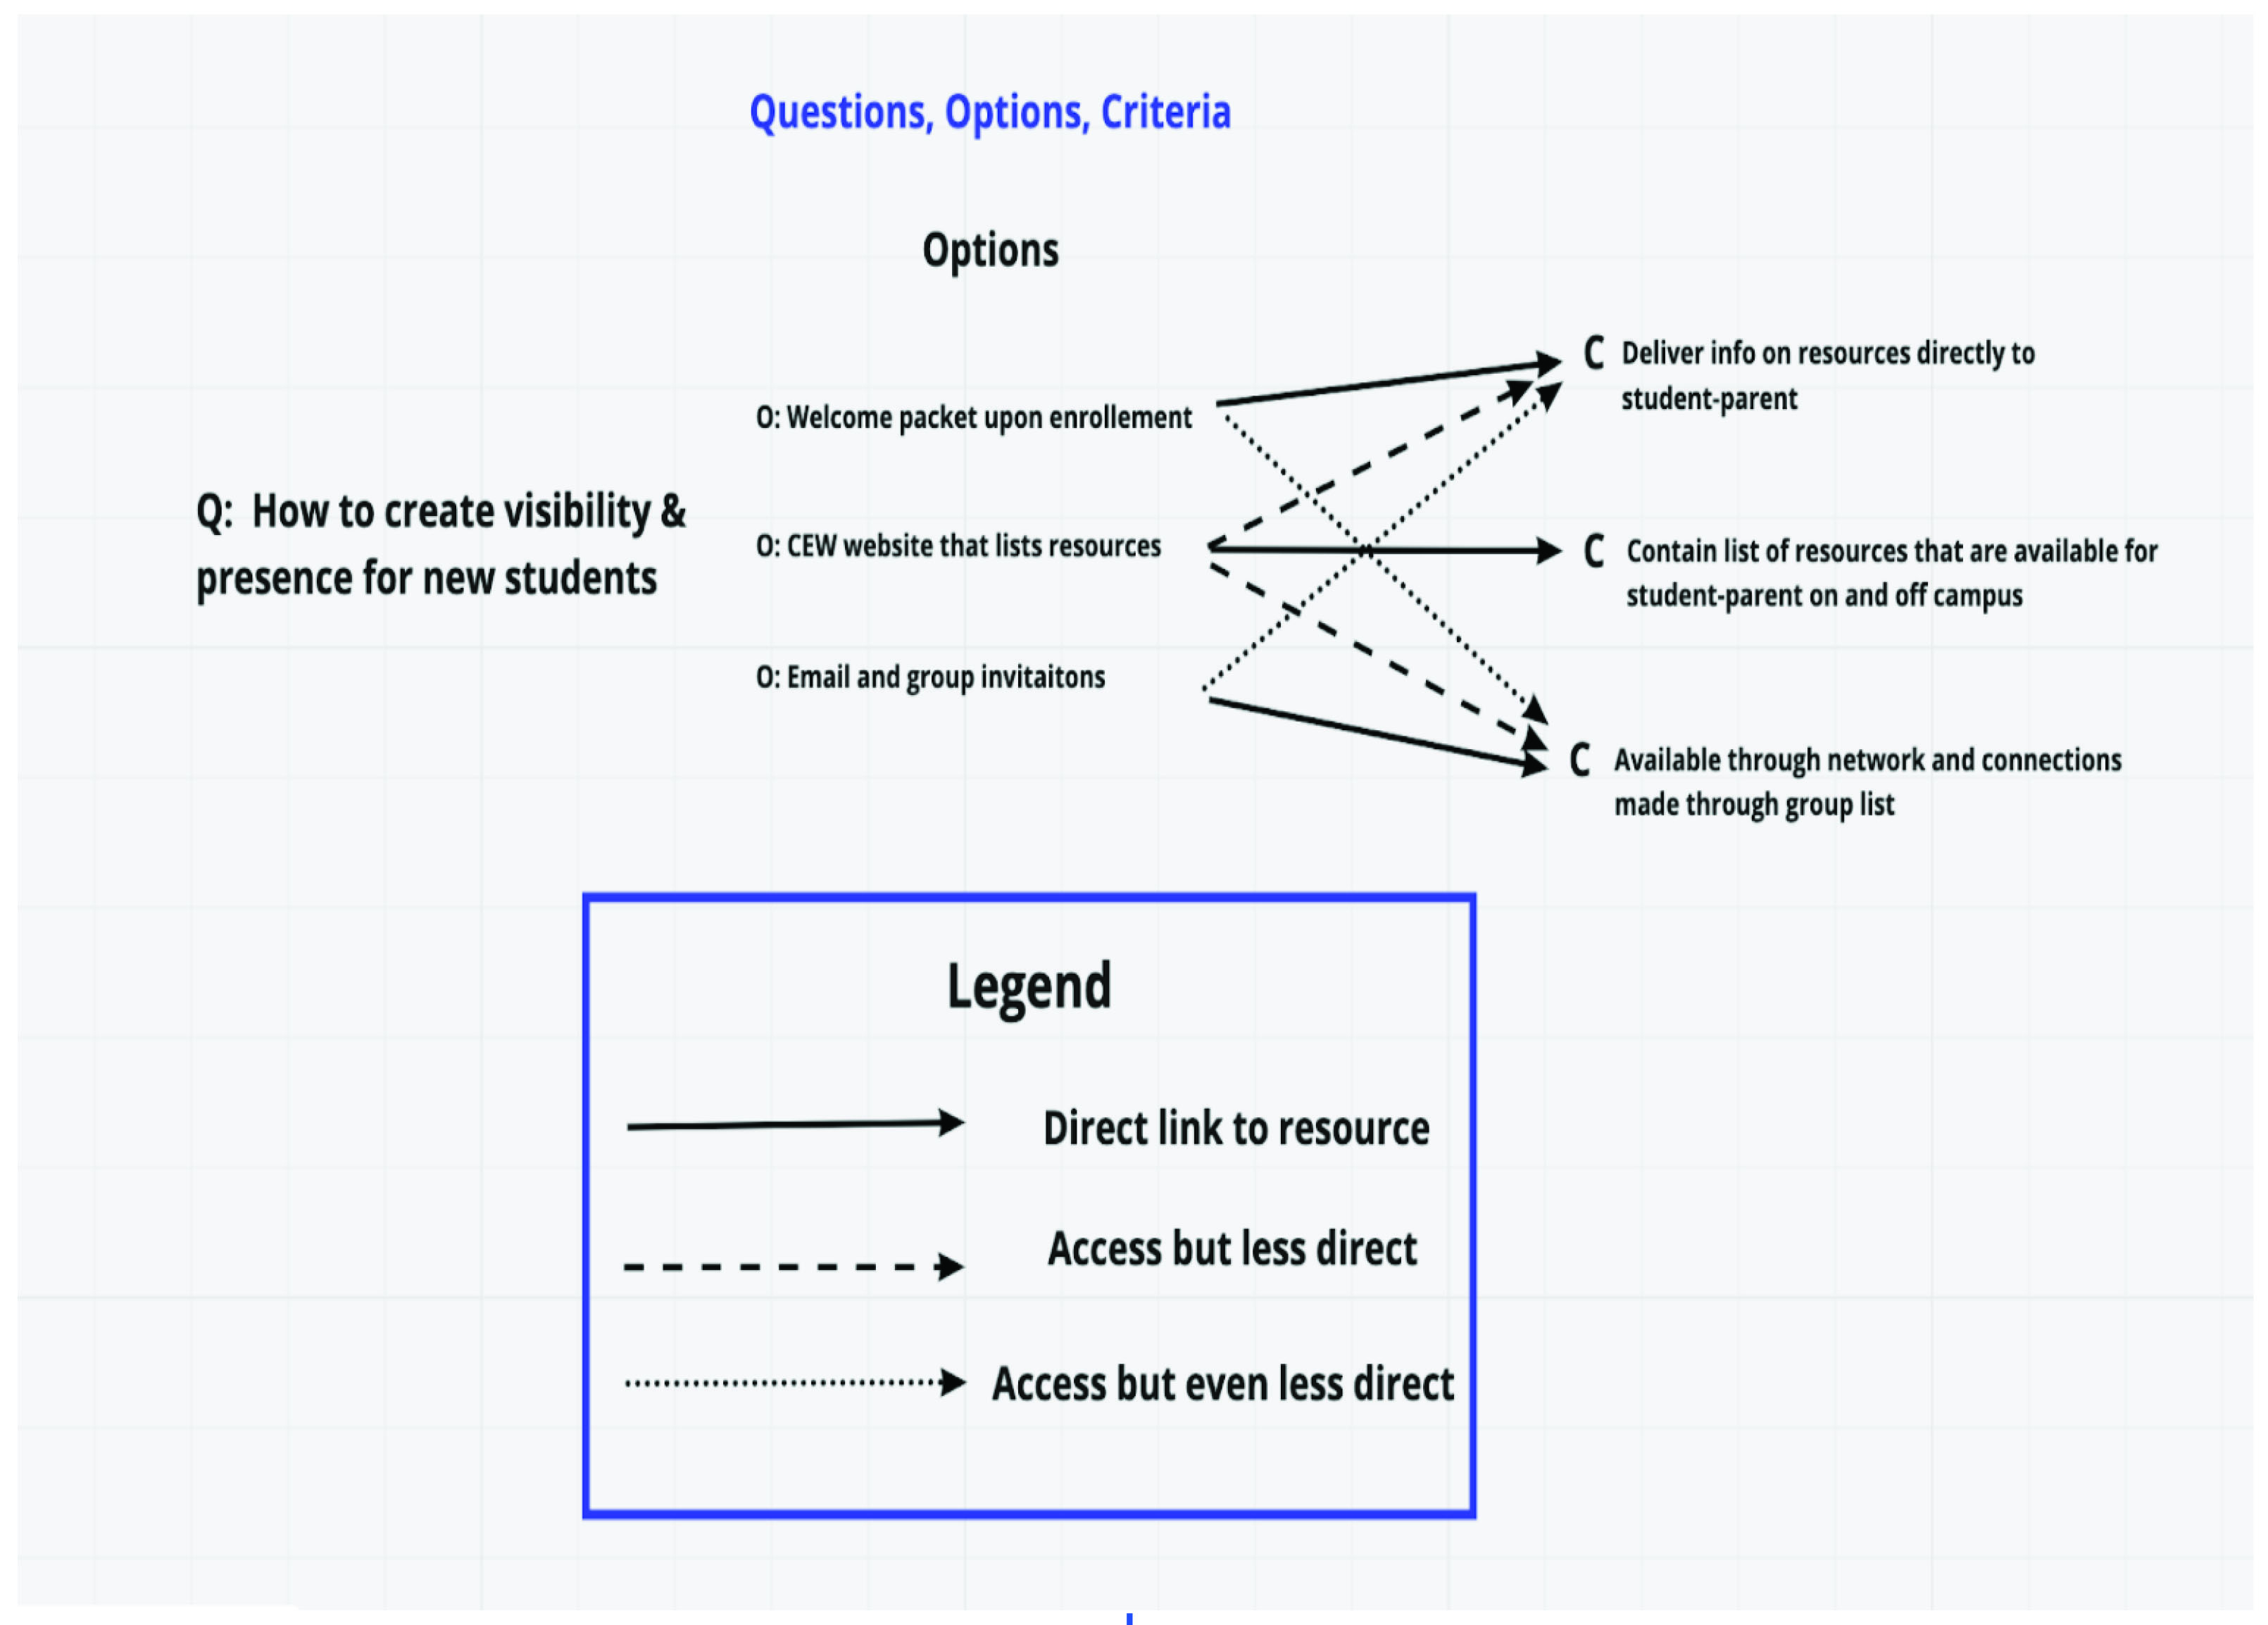 Questions, Options, Criteria
Options
Q: How to create visibility &
presence for new students
O: Welcome packet upon enrollement
O: CEW website that lists resources
O: Email and group invitaitons
C Deliver info on resources directly to
student-parent
C Contain list of resources that are available for
student-parent on and off campus
C Available through network and connections
made through group list
Legend
Direct link to resource
Access but less direct
Access but even less direct